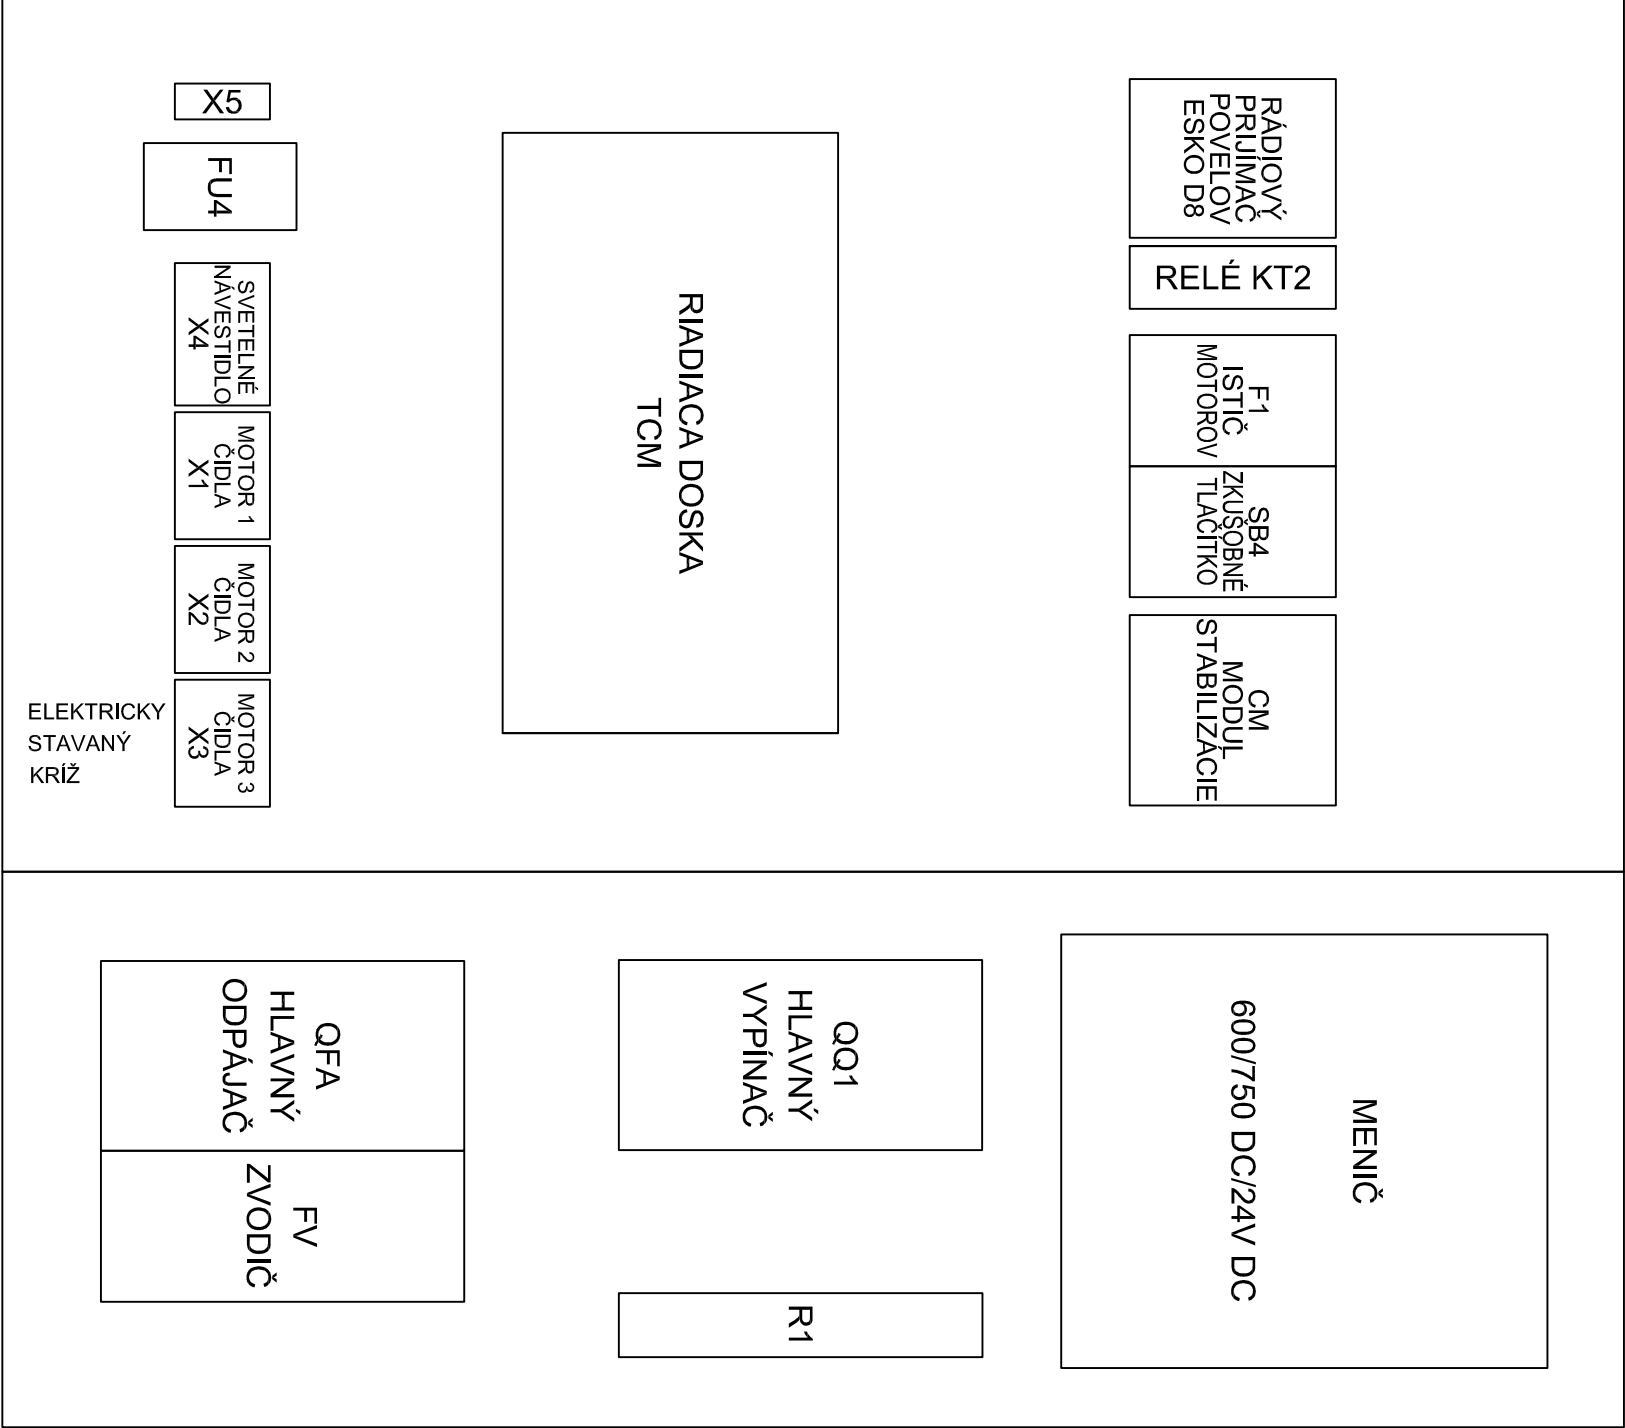 X5
FU4
SVETELNÉ
NÁVESTIDLO
X4
MOTOR 1
ČIDLA
X1
MOTOR 2
ČIDLA
X2
MOTOR 3
ČIDLA
X3
ELEKTRICKY
STAVANÝ
KRÍŽ
RIADIACA DOSKA
TCM
RÁDIOVÝ
PRIJÍMAČ
POVELOV
ESKO D8
RELÉ KT2
F1
ISTIČ
MOTOROV
SB4
ZKUŠOBNÉ
TLAČÍTKO
CM
MODUL
STABILIZÁCIE
QFA
HLAVNÝ
ODPÁJAČ
FV
ZVODIČ
QQ1
HLAVNÝ
VYPÍNAČ
R1
MENIČ
600/750 DC/24V DC